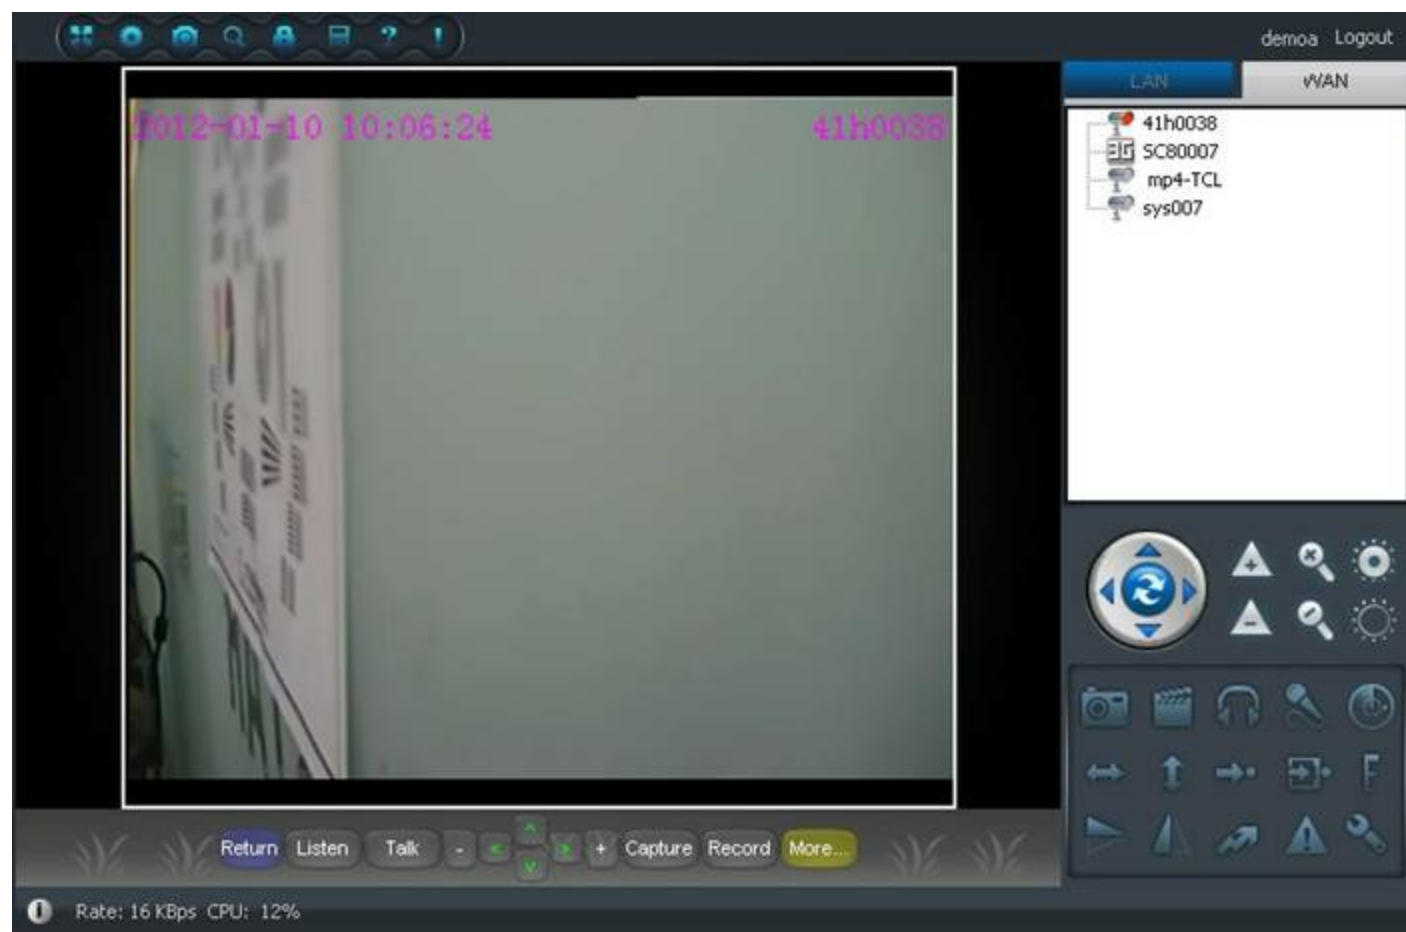 demoa Logout
LAN WAN
2012-01-10 10:06:24 41h0038
41h0038
SC80007
mp4-TCL
sys007
Return Listen Talk - < ^ v > + Capture Record More...
Rate: 16 KBps CPU: 12%